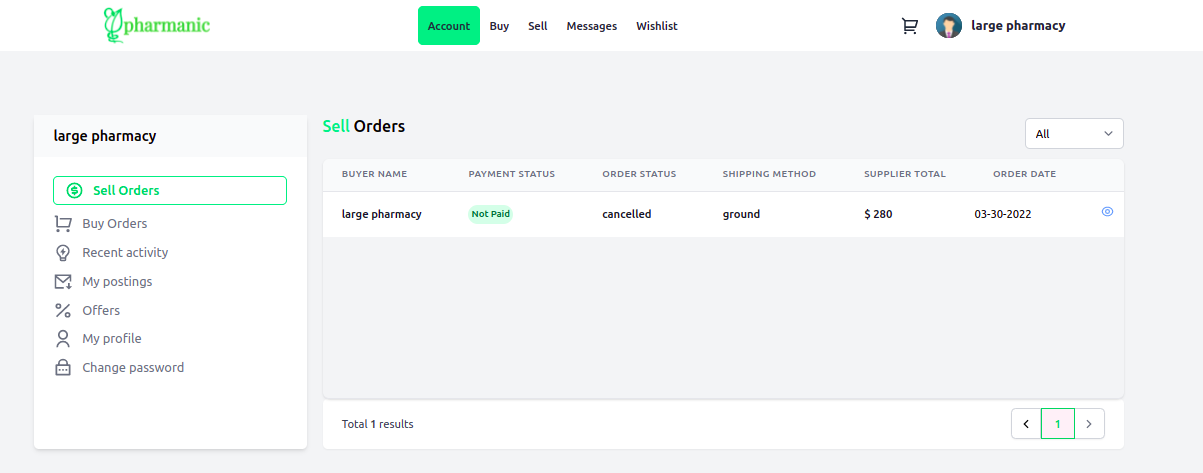 pharmanic
Account Buy Sell Messages Wishlist
large pharmacy
large pharmacy
Sell Orders
Buy Orders
Recent activity
My postings
Offers
My profile
Change password
Sell Orders
All
BUYER NAME PAYMENT STATUS ORDER STATUS SHIPPING METHOD SUPPLIER TOTAL ORDER DATE
large pharmacy Not Paid cancelled ground $ 280 03-30-2022
Total 1 results
1